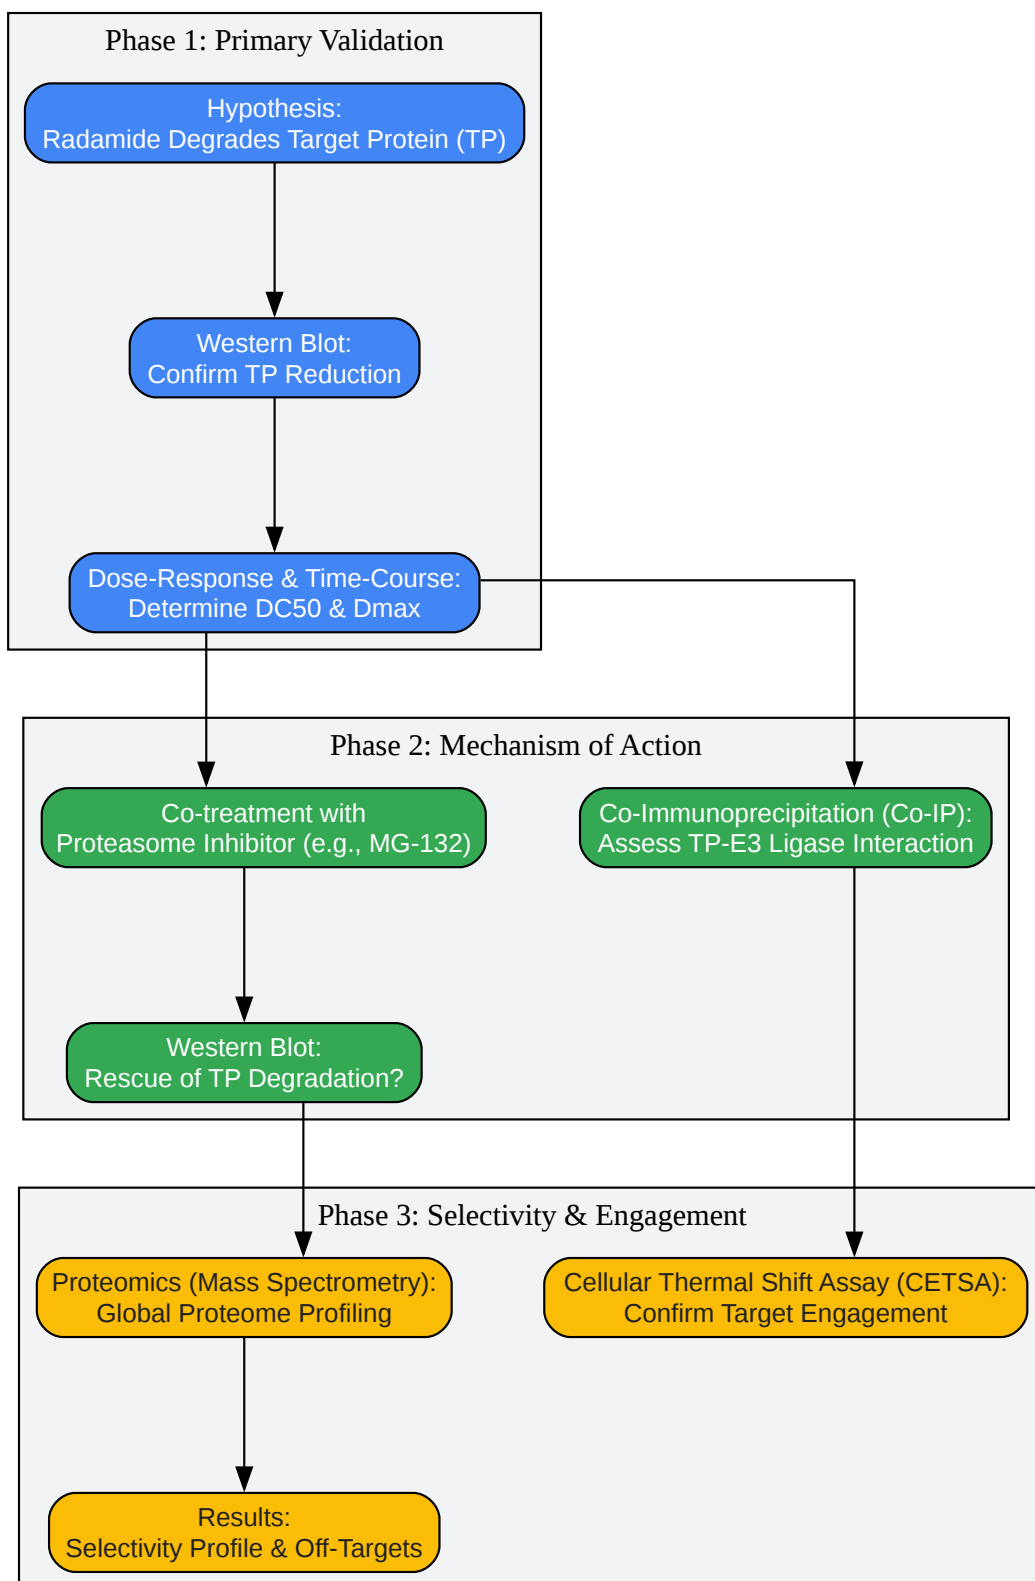 Phase 1: Primary Validation
Hypothesis:
Radamide Degrades Target Protein (TP)
Western Blot:
Confirm TP Reduction
Dose-Response & Time-Course:
Determine DC50 & Dmax
Phase 2: Mechanism of Action
Co-treatment with
Proteasome Inhibitor (e.g., MG-132)
Co-Immunoprecipitation (Co-IP):
Assess TP-E3 Ligase Interaction
Western Blot:
Rescue of TP Degradation?
Phase 3: Selectivity & Engagement
Proteomics (Mass Spectrometry):
Global Proteome Profiling
Cellular Thermal Shift Assay (CETSA):
Confirm Target Engagement
Results:
Selectivity Profile & Off-Targets